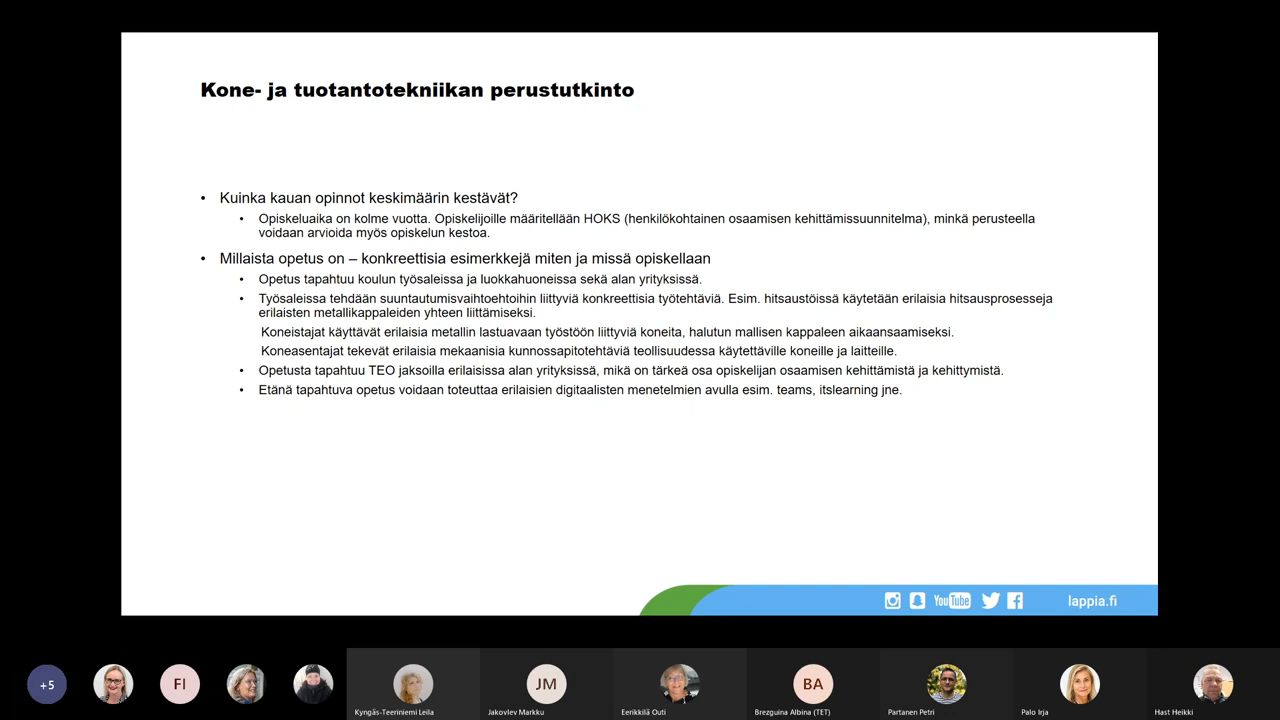 Kone- ja tuotantotekniikan perustutkinto
• Kuinka kauan opinnot keskimäärin kestävät?
• Opiskeluaika on kolme vuotta. Opiskelijoille määritellään HOKS (henkilökohtainen osaamisen kehittämissuunnitelma), minkä perusteella
voidaan arvioida myös opiskelun kestoa.
• Millaista opetus on – konkreettisia esimerkkejä miten ja missä opiskellaan
• Opetus tapahtuu koulun työsaleissa ja luokkahuoneissa sekä alan yrityksissä.
• Työsaleissa tehdään suuntautumisvaihtoehtoihin liittyviä konkreettisia työtehtäviä. Esim. hitsaustöissä käytetään erilaisia hitsausprosesseja
erilaisten metallikappaleiden yhteen liittämiseksi.
Koneistajat käyttävät erilaisia metallin lastuavaan työstöön liittyviä koneita, halutun mallisen kappaleen aikaansaamiseksi.
Koneasentajat tekevät erilaisia mekaanisia kunnossapitotehtäviä teollisuudessa käytettäville koneille ja laitteille.
• Opetusta tapahtuu TEO jaksoilla erilaisissa alan yrityksissä, mikä on tärkeä osa opiskelijan osaamisen kehittämistä ja kehittymistä.
• Etänä tapahtuva opetus voidaan toteuttaa erilaisien digitaalisten menetelmien avulla esim. teams, itslearning jne.
YouTube lappia.fi
+5 FI JM BA
Kyngäs-Teeriniemi Leila Jakovlev Markku Eerikkilä Outi Brezguina Albina (TET) Partanen Petri Palo Irja Hast Heikki